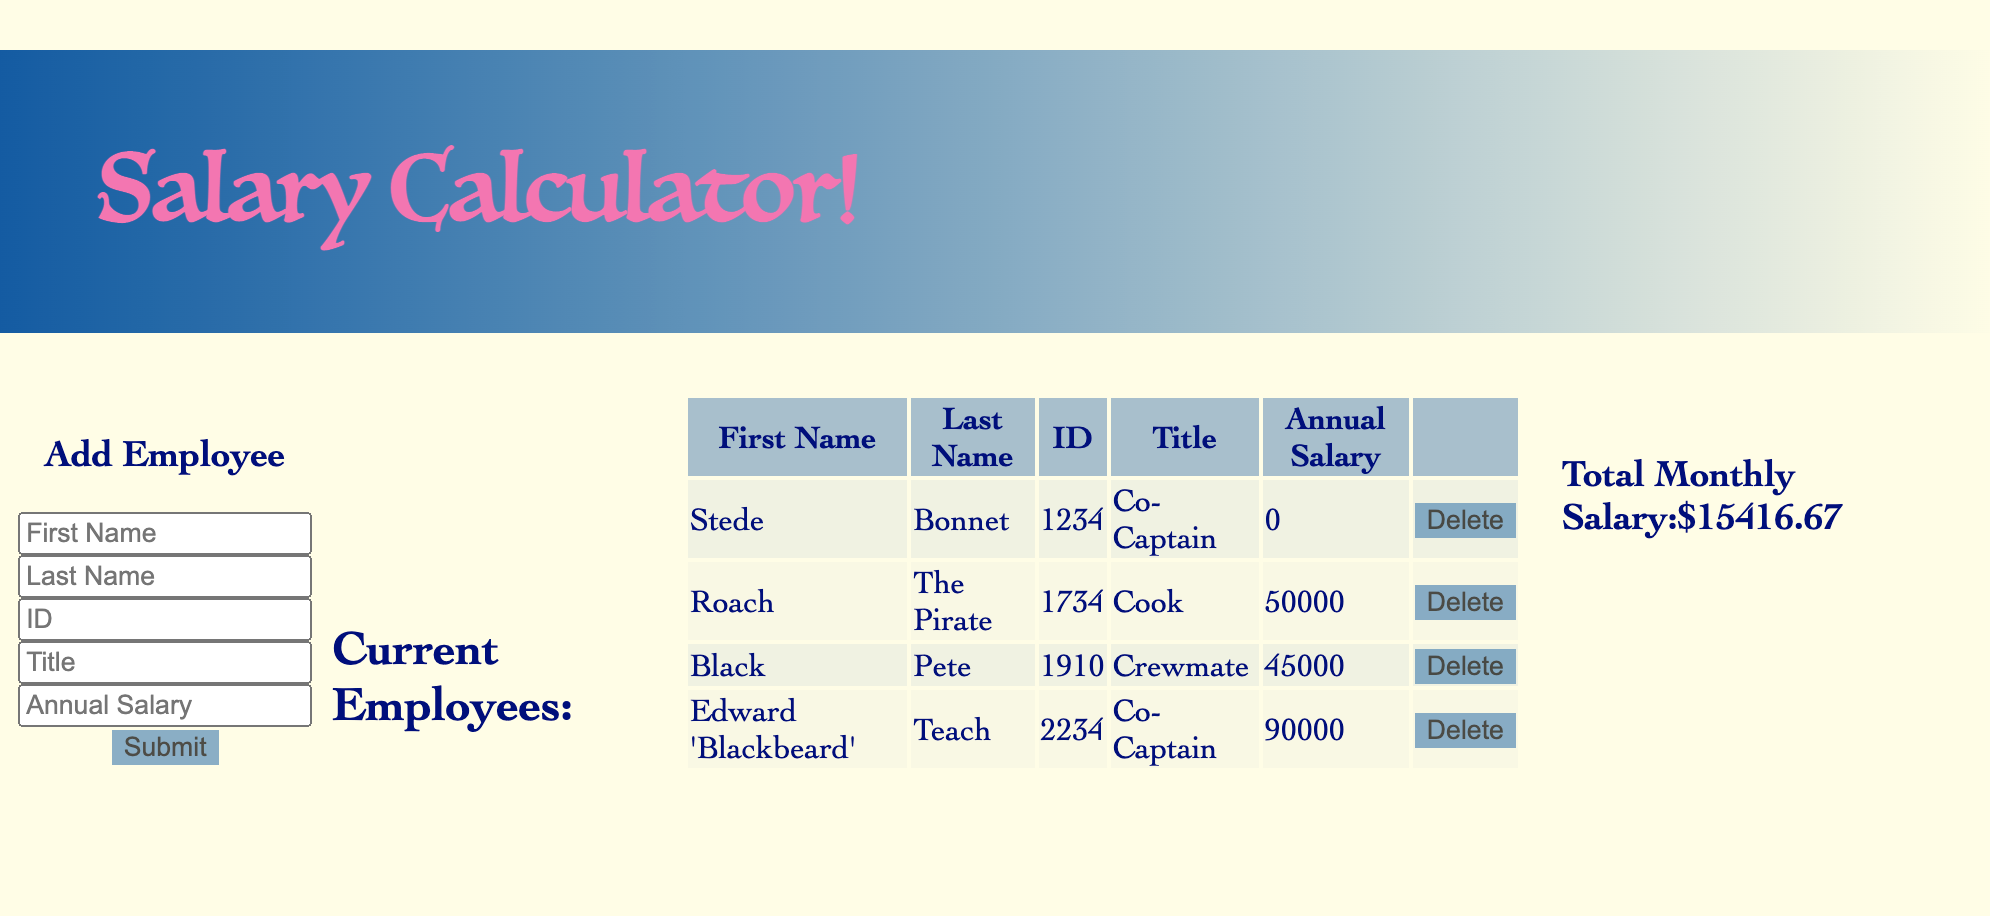 Salary Calculator!
Add Employee
First Name
Last Name
ID
Title
Annual Salary
Submit
Current
Employees:
First Name Last Name ID Title Annual Salary
Stede Bonnet 1234 Co-Captain 0 Delete
Roach The Pirate 1734 Cook 50000 Delete
Black Pete 1910 Crewmate 45000 Delete
Edward 'Blackbeard' Teach 2234 Co-Captain 90000 Delete
Total Monthly
Salary:$15416.67